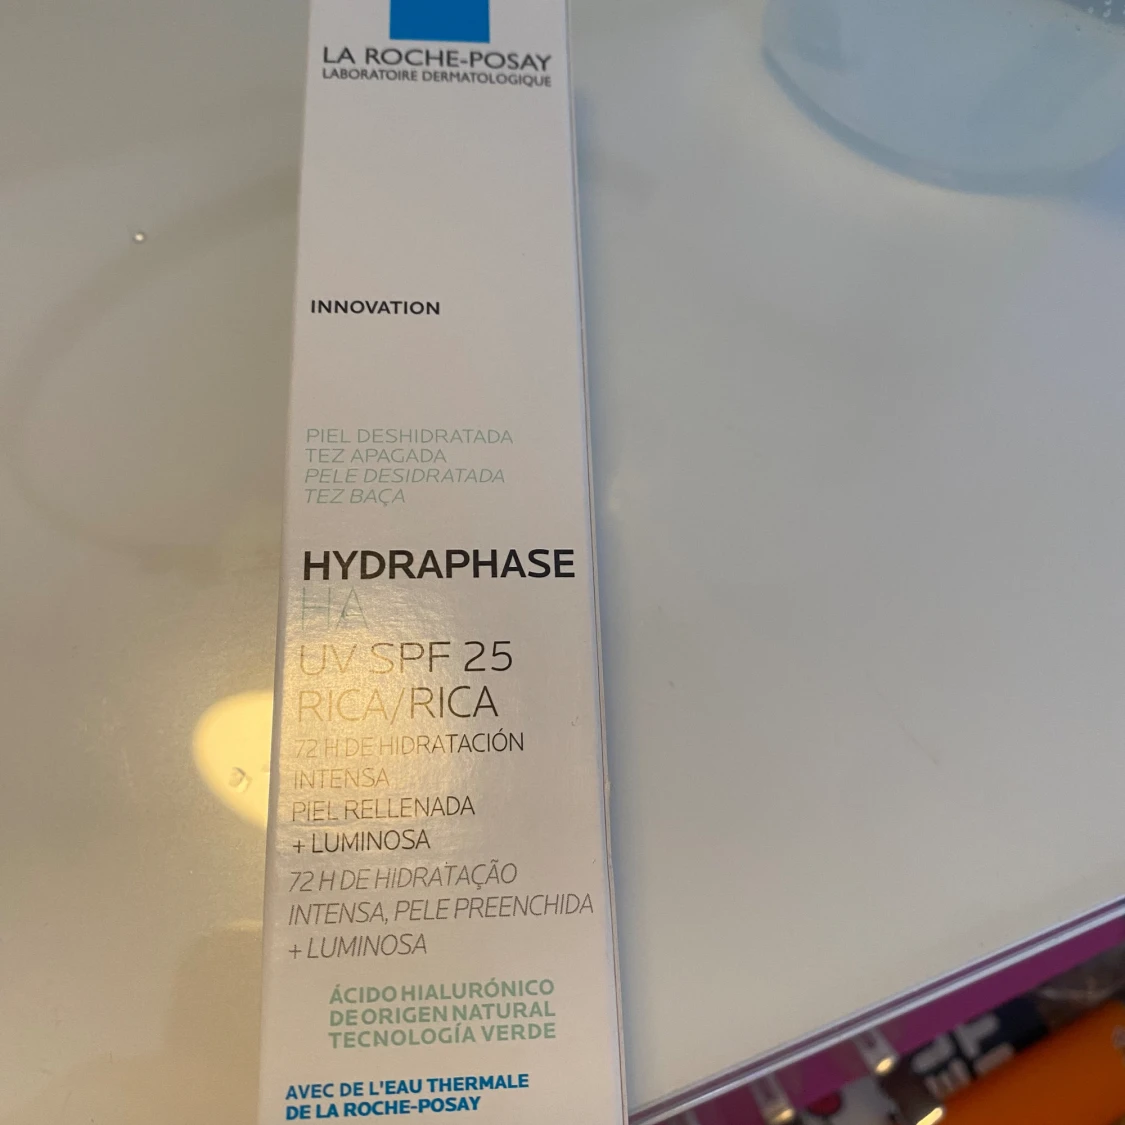 LA ROCHE-POSAY
LABORATOIRE DERMATOLOGIQUE
INNOVATION
PIEL DESHIDRATADA
TEZ APAGADA
PELE DESIDRATADA
TEZ BAÇA
HYDRAPHASE
HA
UV SPF 25
RICA/RICA
72 H DE HIDRATACIÓN
INTENSA
PIEL RELLENADA
+ LUMINOSA
72 H DE HIDRATAÇÃO
INTENSA, PELE PREENCHIDA
+ LUMINOSA
ÁCIDO HIALURÓNICO
DE ORIGEN NATURAL
TECNOLOGÍA VERDE
AVEC DE L'EAU THERMALE
DE LA ROCHE-POSAY